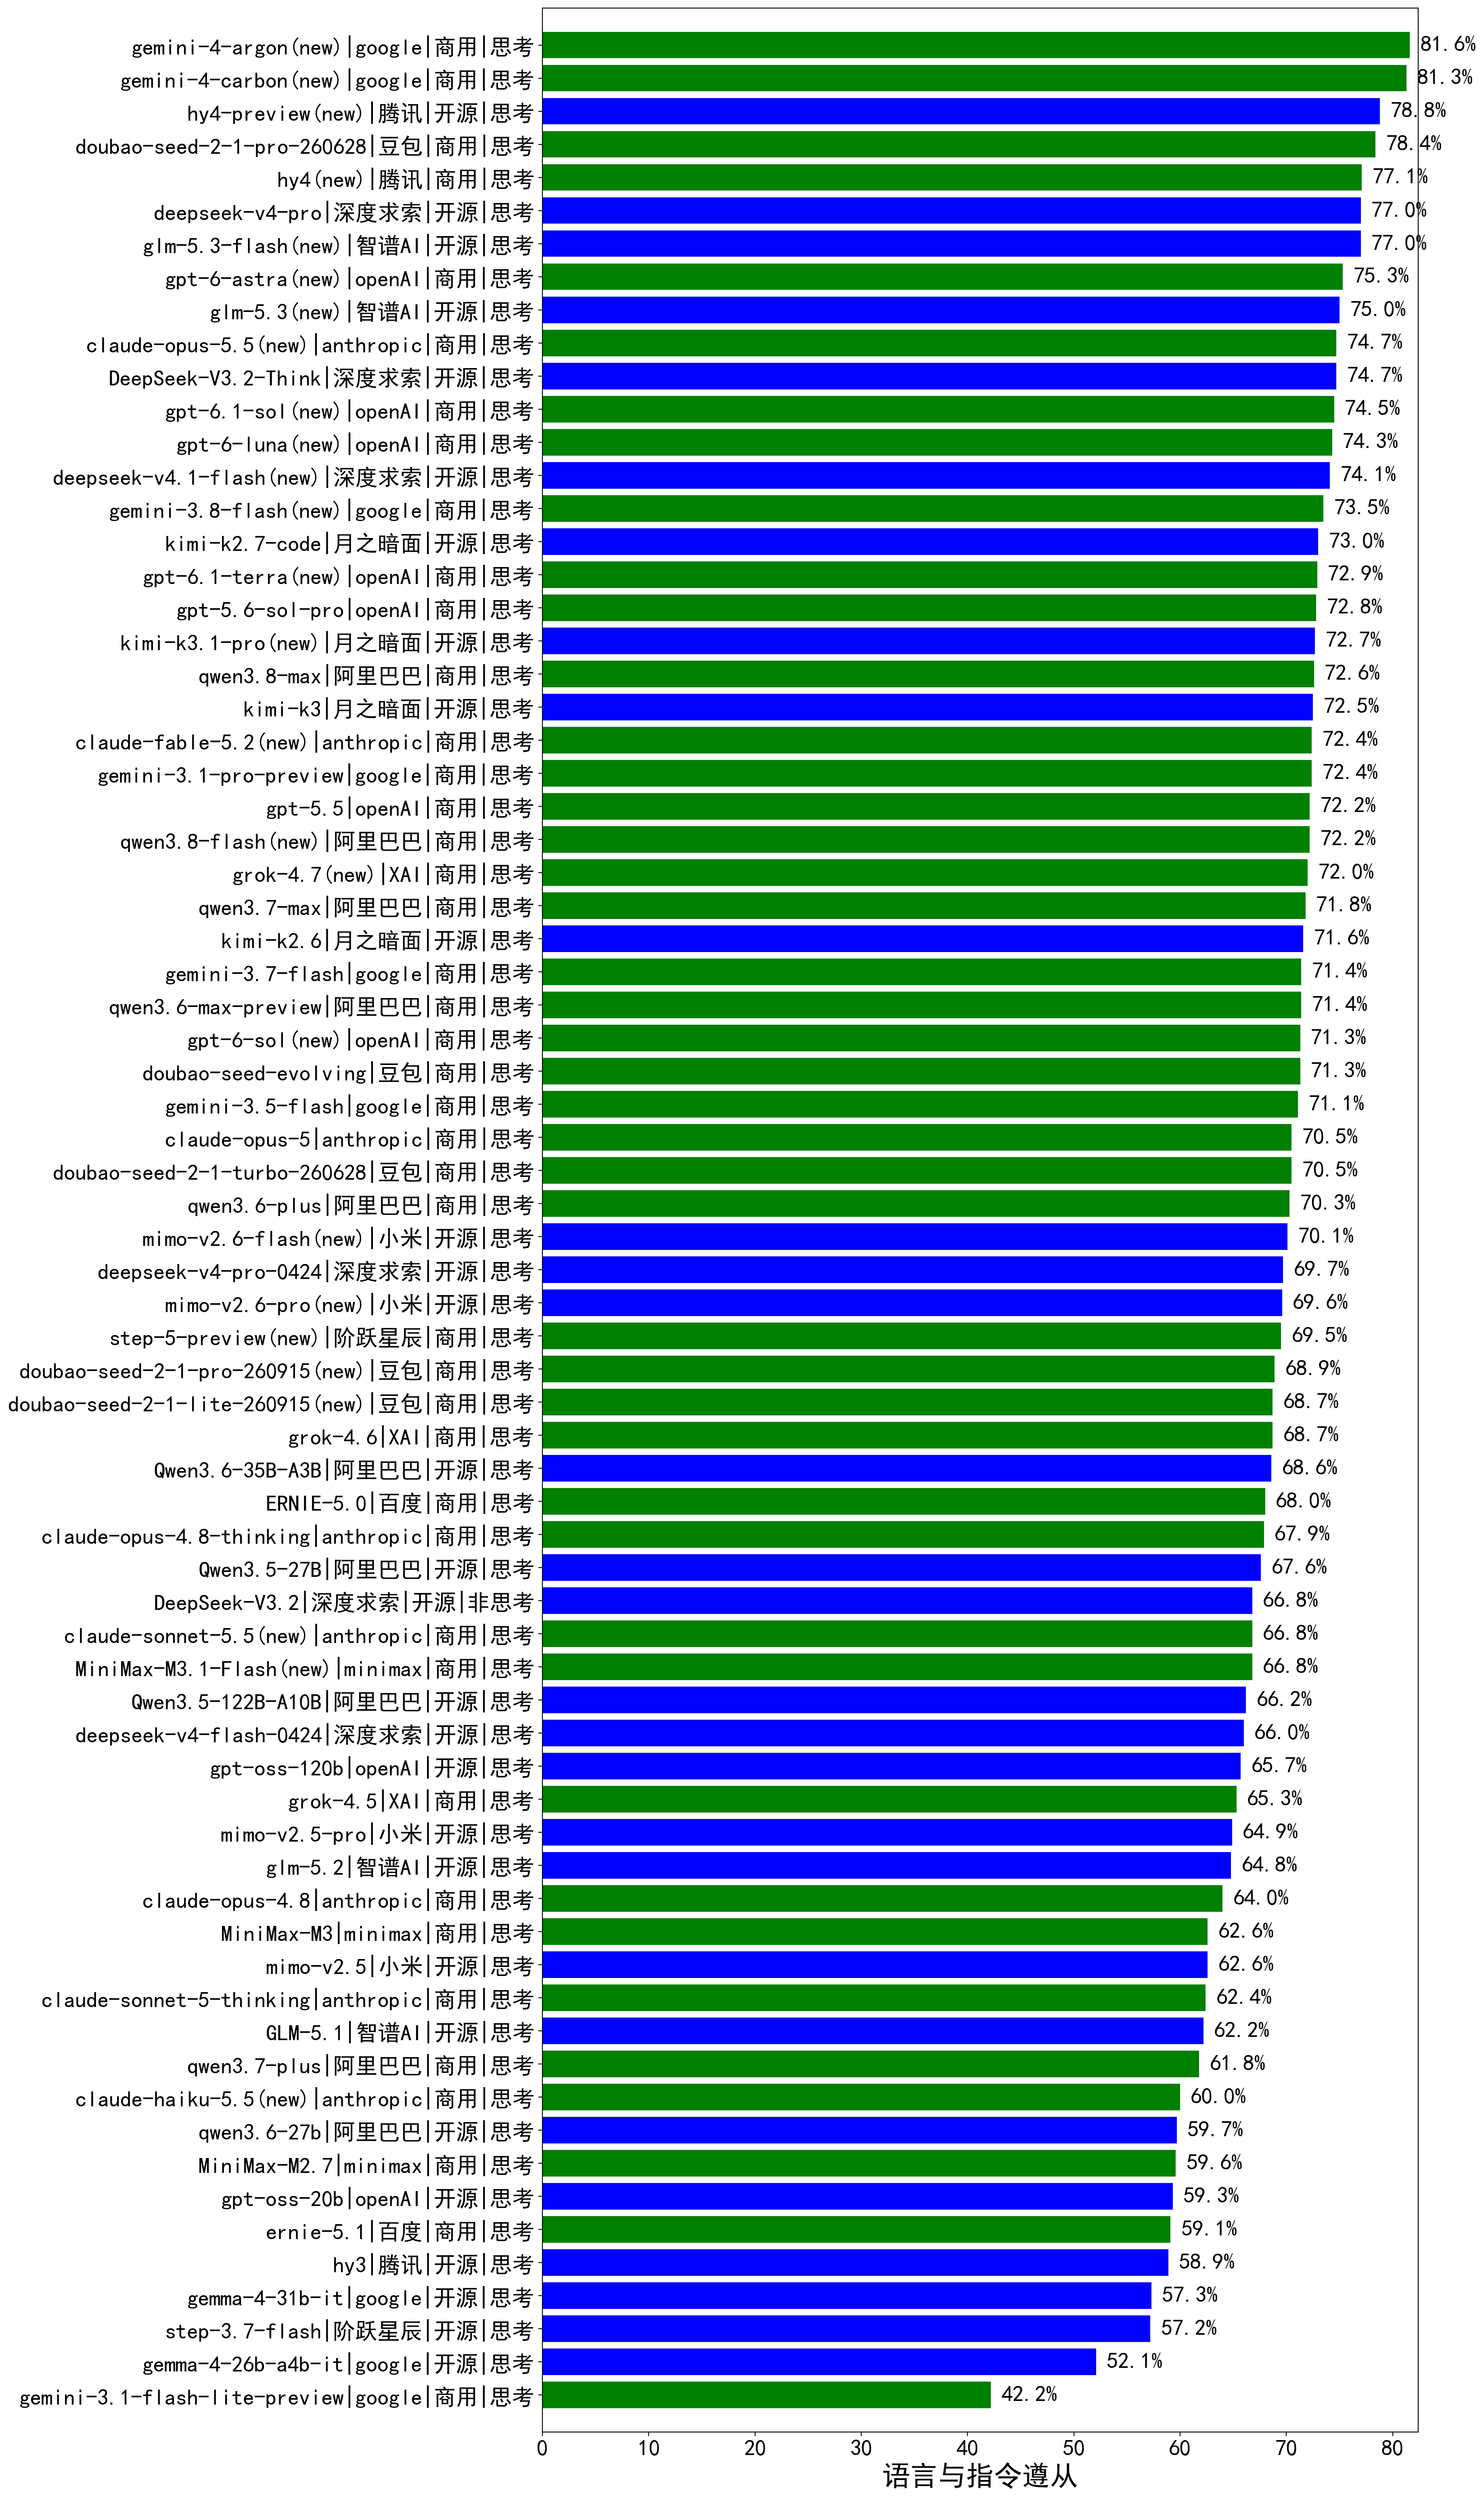 gemini-4-argon(new)|google|商用|思考 81.6%
gemini-4-carbon(new)|google|商用|思考 81.3%
hy4-preview(new)|腾讯|开源|思考 78.8%
doubao-seed-2-1-pro-260628|豆包|商用|思考 78.4%
hy4(new)|腾讯|商用|思考 77.1%
deepseek-v4-pro|深度求索|开源|思考 77.0%
glm-5.3-flash(new)|智谱AI|开源|思考 77.0%
gpt-6-astra(new)|openAI|商用|思考 75.3%
glm-5.3(new)|智谱AI|开源|思考 75.0%
claude-opus-5.5(new)|anthropic|商用|思考 74.7%
DeepSeek-V3.2-Think|深度求索|开源|思考 74.7%
gpt-6.1-sol(new)|openAI|商用|思考 74.5%
gpt-6-luna(new)|openAI|商用|思考 74.3%
deepseek-v4.1-flash(new)|深度求索|开源|思考 74.1%
gemini-3.8-flash(new)|google|商用|思考 73.5%
kimi-k2.7-code|月之暗面|开源|思考 73.0%
gpt-6.1-terra(new)|openAI|商用|思考 72.9%
gpt-5.6-sol-pro|openAI|商用|思考 72.8%
kimi-k3.1-pro(new)|月之暗面|开源|思考 72.7%
qwen3.8-max|阿里巴巴|商用|思考 72.6%
kimi-k3|月之暗面|开源|思考 72.5%
claude-fable-5.2(new)|anthropic|商用|思考 72.4%
gemini-3.1-pro-preview|google|商用|思考 72.4%
gpt-5.5|openAI|商用|思考 72.2%
qwen3.8-flash(new)|阿里巴巴|商用|思考 72.2%
grok-4.7(new)|XAI|商用|思考 72.0%
qwen3.7-max|阿里巴巴|商用|思考 71.8%
kimi-k2.6|月之暗面|开源|思考 71.6%
gemini-3.7-flash|google|商用|思考 71.4%
qwen3.6-max-preview|阿里巴巴|商用|思考 71.4%
gpt-6-sol(new)|openAI|商用|思考 71.3%
doubao-seed-evolving|豆包|商用|思考 71.3%
gemini-3.5-flash|google|商用|思考 71.1%
claude-opus-5|anthropic|商用|思考 70.5%
doubao-seed-2-1-turbo-260628|豆包|商用|思考 70.5%
qwen3.6-plus|阿里巴巴|商用|思考 70.3%
mimo-v2.6-flash(new)|小米|开源|思考 70.1%
deepseek-v4-pro-0424|深度求索|开源|思考 69.7%
mimo-v2.6-pro(new)|小米|开源|思考 69.6%
step-5-preview(new)|阶跃星辰|商用|思考 69.5%
doubao-seed-2-1-pro-260915(new)|豆包|商用|思考 68.9%
doubao-seed-2-1-lite-260915(new)|豆包|商用|思考 68.7%
grok-4.6|XAI|商用|思考 68.7%
Qwen3.6-35B-A3B|阿里巴巴|开源|思考 68.6%
ERNIE-5.0|百度|商用|思考 68.0%
claude-opus-4.8-thinking|anthropic|商用|思考 67.9%
Qwen3.5-27B|阿里巴巴|开源|思考 67.6%
DeepSeek-V3.2|深度求索|开源|非思考 66.8%
claude-sonnet-5.5(new)|anthropic|商用|思考 66.8%
MiniMax-M3.1-Flash(new)|minimax|商用|思考 66.8%
Qwen3.5-122B-A10B|阿里巴巴|开源|思考 66.2%
deepseek-v4-flash-0424|深度求索|开源|思考 66.0%
gpt-oss-120b|openAI|开源|思考 65.7%
grok-4.5|XAI|商用|思考 65.3%
mimo-v2.5-pro|小米|开源|思考 64.9%
glm-5.2|智谱AI|开源|思考 64.8%
claude-opus-4.8|anthropic|商用|思考 64.0%
MiniMax-M3|minimax|商用|思考 62.6%
mimo-v2.5|小米|开源|思考 62.6%
claude-sonnet-5-thinking|anthropic|商用|思考 62.4%
GLM-5.1|智谱AI|开源|思考 62.2%
qwen3.7-plus|阿里巴巴|商用|思考 61.8%
claude-haiku-5.5(new)|anthropic|商用|思考 60.0%
qwen3.6-27b|阿里巴巴|开源|思考 59.7%
MiniMax-M2.7|minimax|商用|思考 59.6%
gpt-oss-20b|openAI|开源|思考 59.3%
ernie-5.1|百度|商用|思考 59.1%
hy3|腾讯|开源|思考 58.9%
gemma-4-31b-it|google|开源|思考 57.3%
step-3.7-flash|阶跃星辰|开源|思考 57.2%
gemma-4-26b-a4b-it|google|开源|思考 52.1%
gemini-3.1-flash-lite-preview|google|商用|思考 42.2%
0 10 20 30 40 50 60 70 80
语言与指令遵从